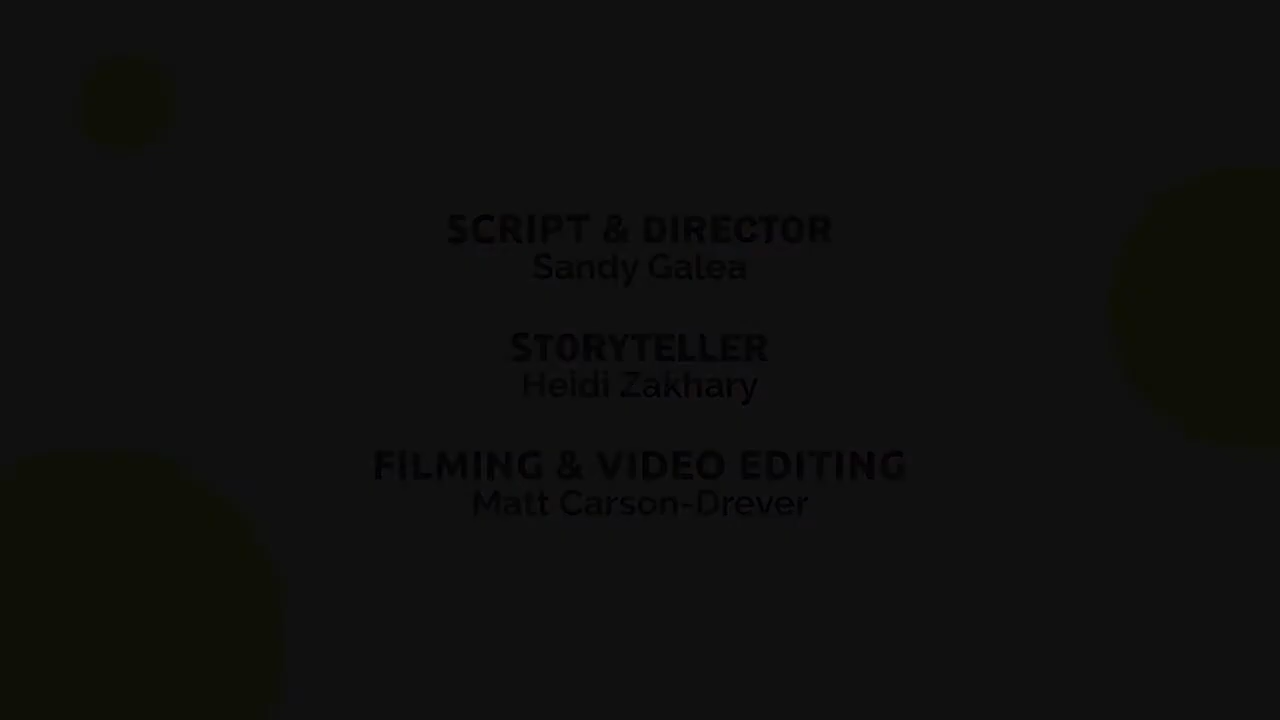 SCRIPT & DIRECTOR
Sandy Galea
STORYTELLER
Heidi Zakhary
FILMING & VIDEO EDITING
Matt Carson-Drever